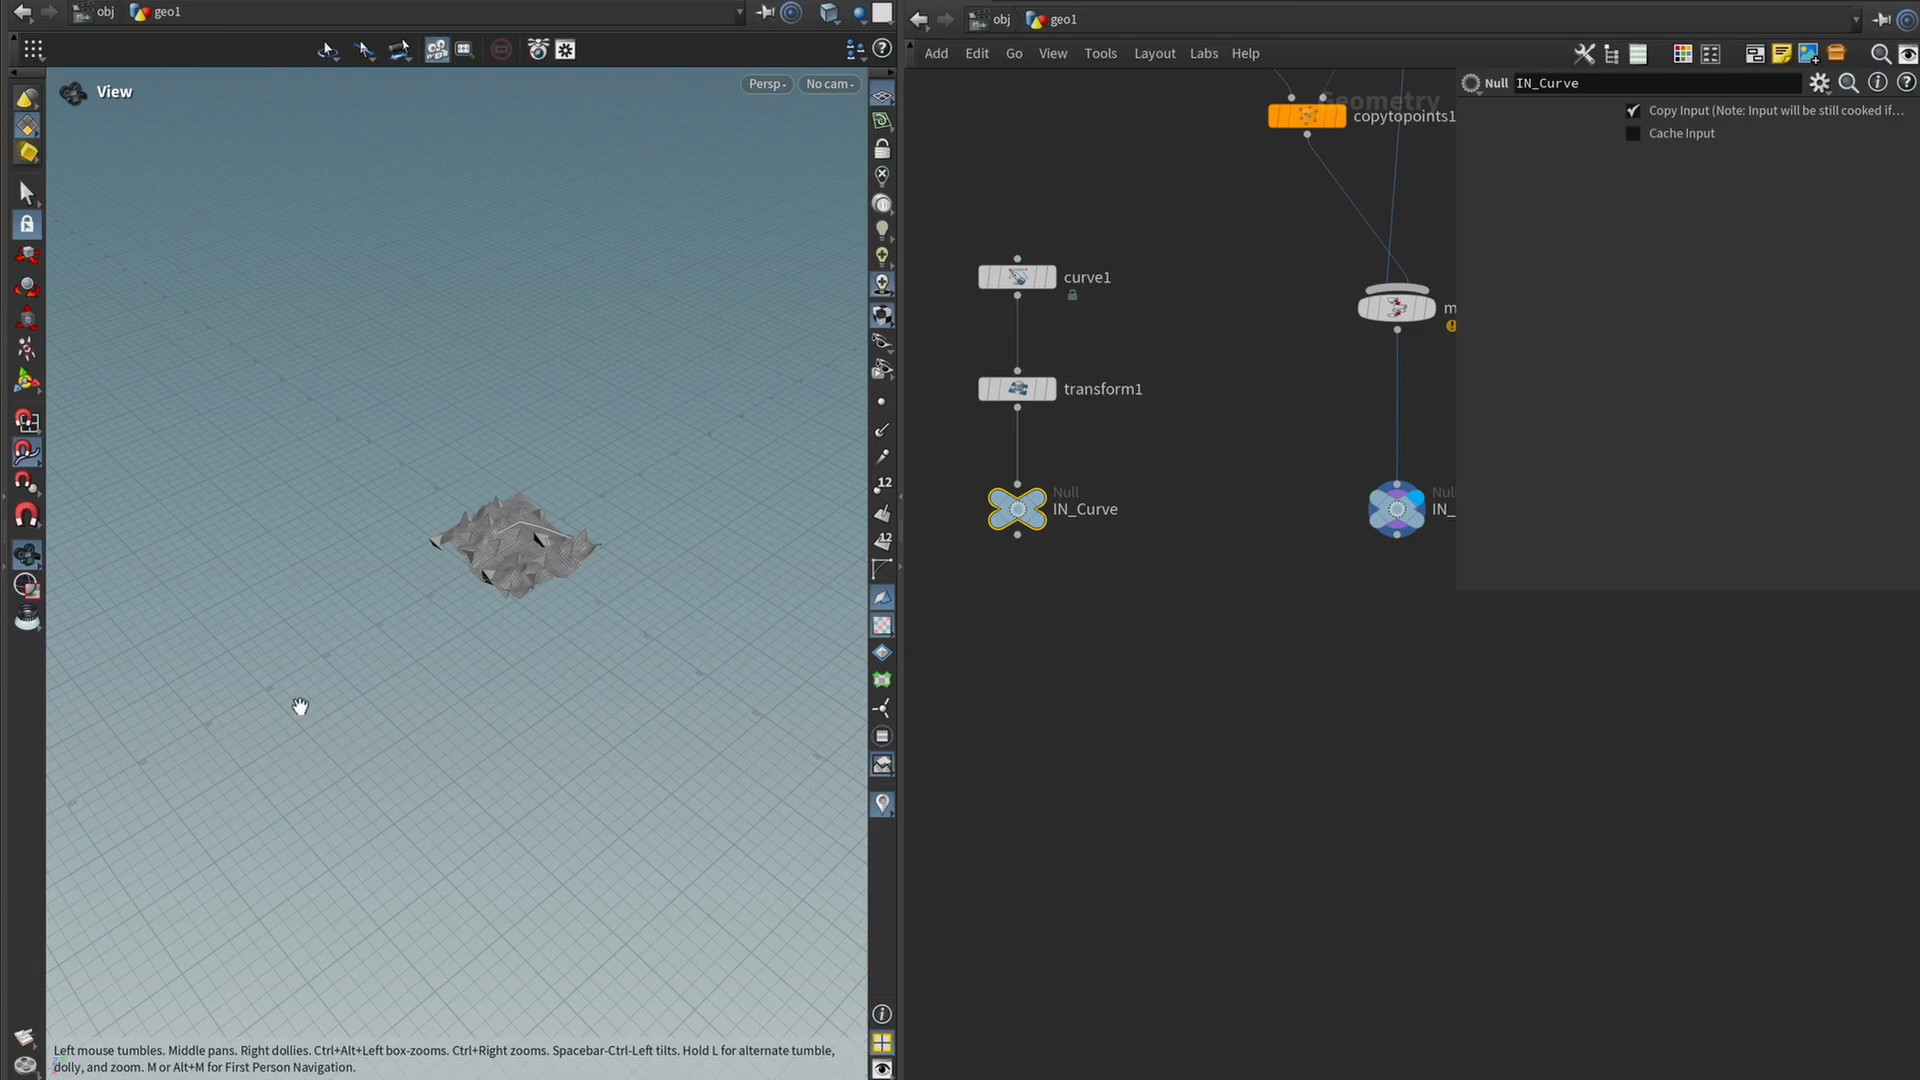 obj
geo1
View
Persp
No cam
12
12
Left mouse tumbles. Middle pans. Right dollies. Ctrl+Alt+Left box-zooms. Ctrl+Right zooms. Spacebar-Ctrl-Left tilts. Hold L for alternate tumble,
dolly, and zoom. M or Alt+M for First Person Navigation.
obj
geo1
Add Edit Go View Tools Layout Labs Help
Geometry
copytopoints1
curve1
m
transform1
Null
IN_Curve
Null
IN_
Null IN_Curve
Copy Input (Note: Input will be still cooked if...
Cache Input